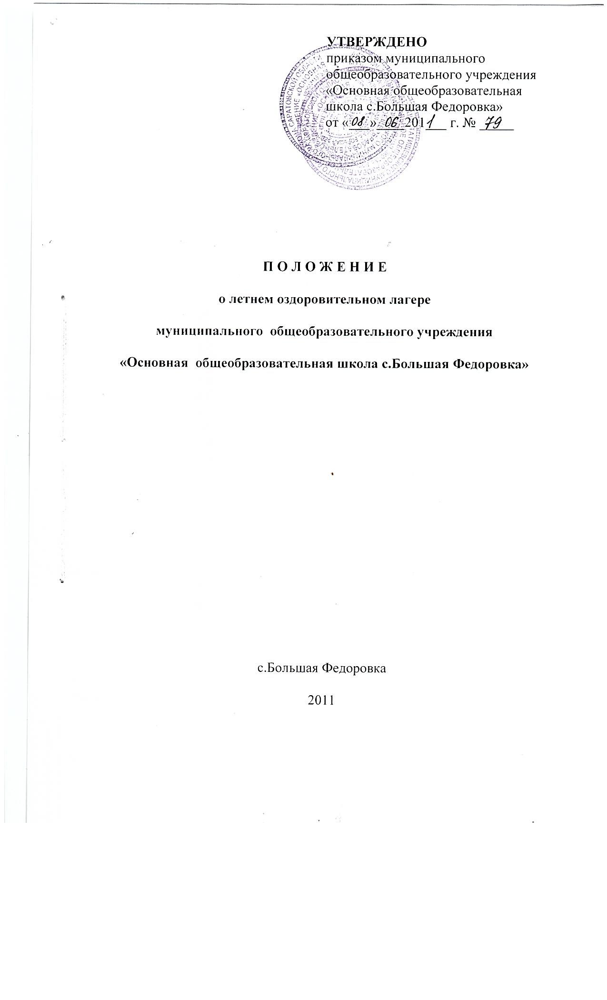 УТВЕРЖДЕНО
приказом муниципального
общеобразовательного учреждения
«Основная общеобразовательная
школа с.Большая Федоровка»
от «08» 06 2011 г. № 79
П О Л О Ж Е Н И Е
о летнем оздоровительном лагере
муниципального общеобразовательного учреждения
«Основная общеобразовательная школа с.Большая Федоровка»
с.Большая Федоровка
2011